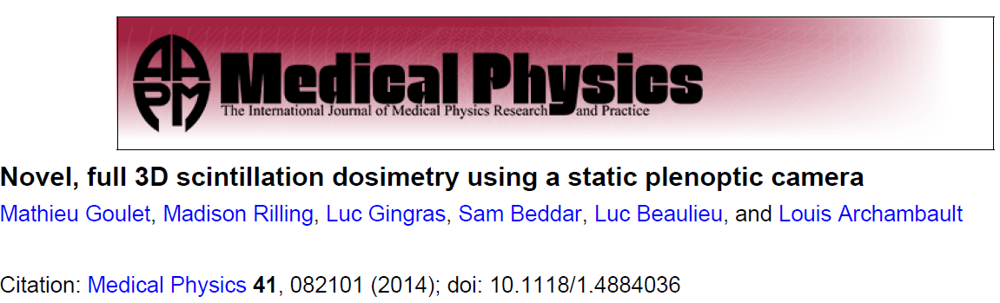 AAPM
Medical Physics
The International Journal of Medical Physics Research and Practice
Novel, full 3D scintillation dosimetry using a static plenoptic camera
Mathieu Goulet, Madison Rilling, Luc Gingras, Sam Beddar, Luc Beaulieu, and Louis Archambault
Citation: Medical Physics 41, 082101 (2014); doi: 10.1118/1.4884036